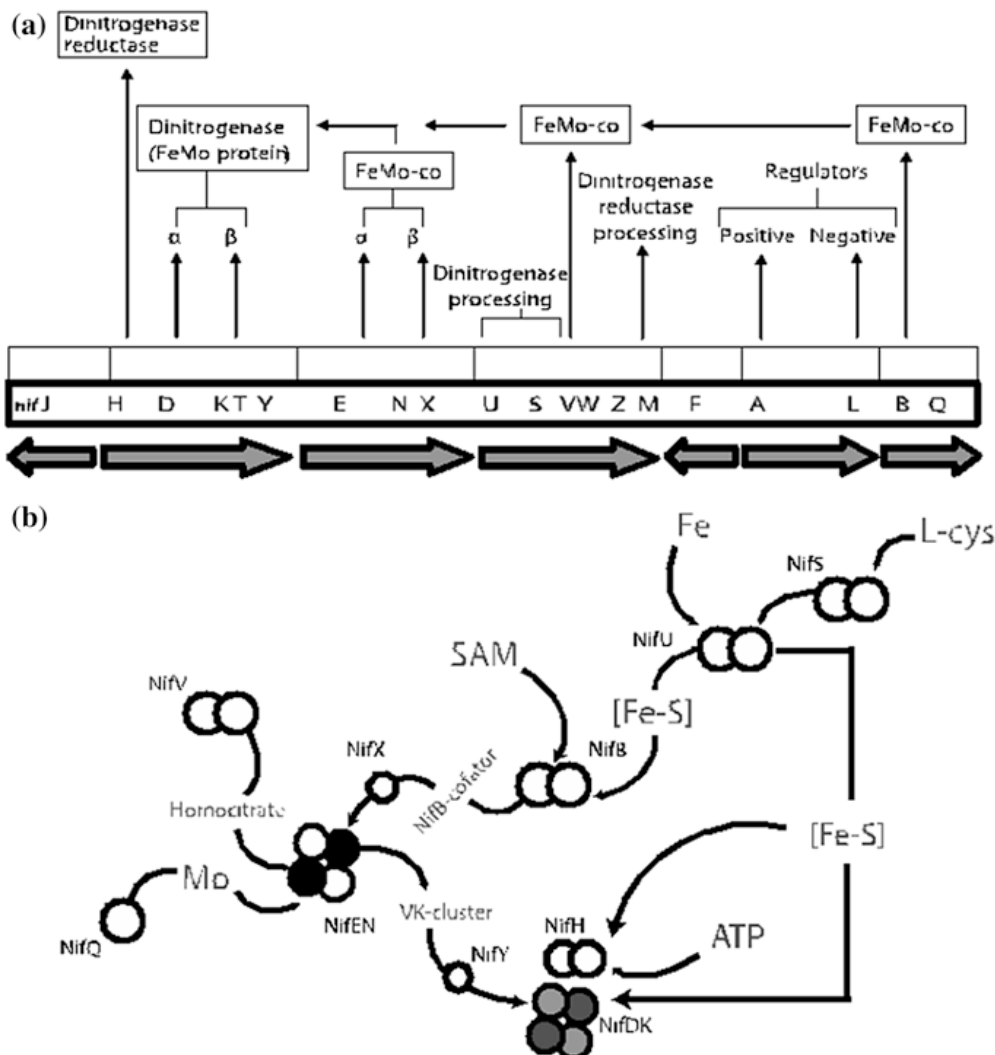 (a)
Dinitrogenase
reductase
Dinitrogenase
(FeMo protein)
FeMo-co
FeMo-co
FeMo-co
Dinitrogenase
reductase
processing
Regulators
Positive Negative
α β
α β
Dinitrogenase
processing
nifJ H D K T Y E N X U S V W Z M F A L B Q
(b)
Fe
L-cys
NifS
NifU
SAM
[Fe-S]
NifV
NifX
NifB
NifB-cofator
Homocitrate
[Fe-S]
Mo
NifEN
VK-cluster
NifQ
NifY
NifH
ATP
NifDK